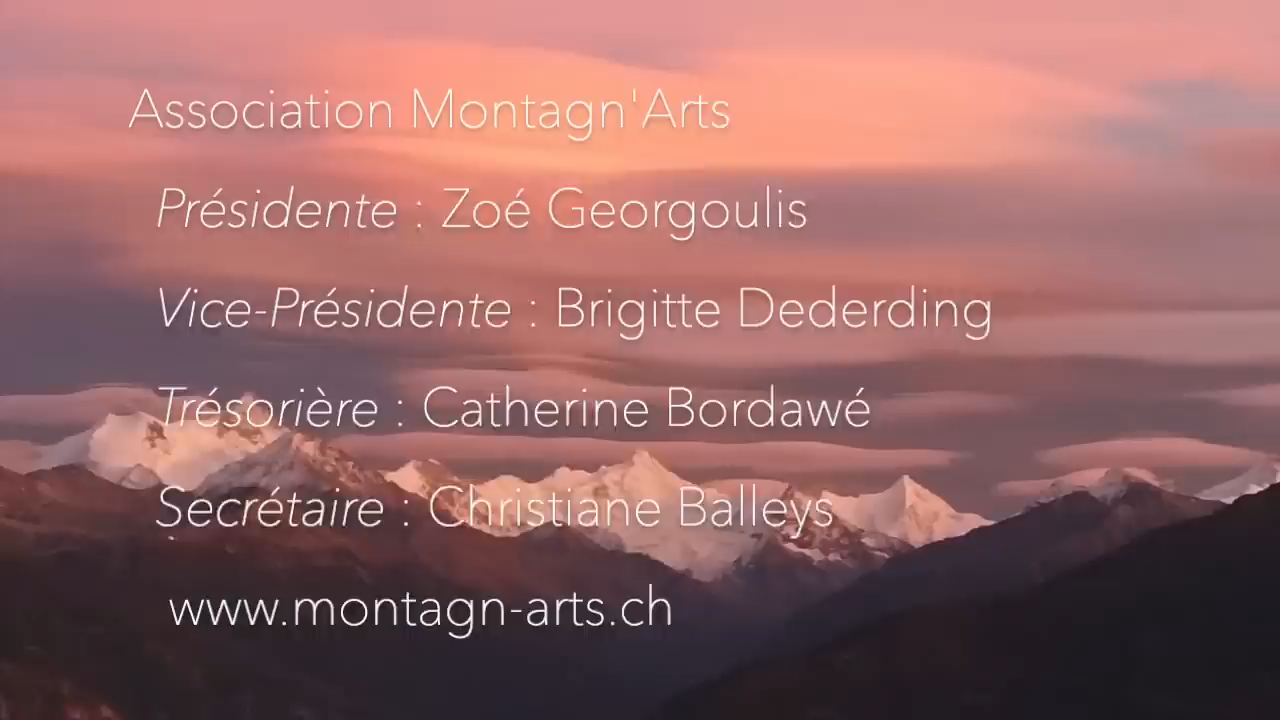 Association Montagn'Arts
Présidente : Zoé Georgoulis
Vice-Présidente : Brigitte Dederding
Trésorière : Catherine Bordawé
Secrétaire : Christiane Balleys
www.montagn-arts.ch